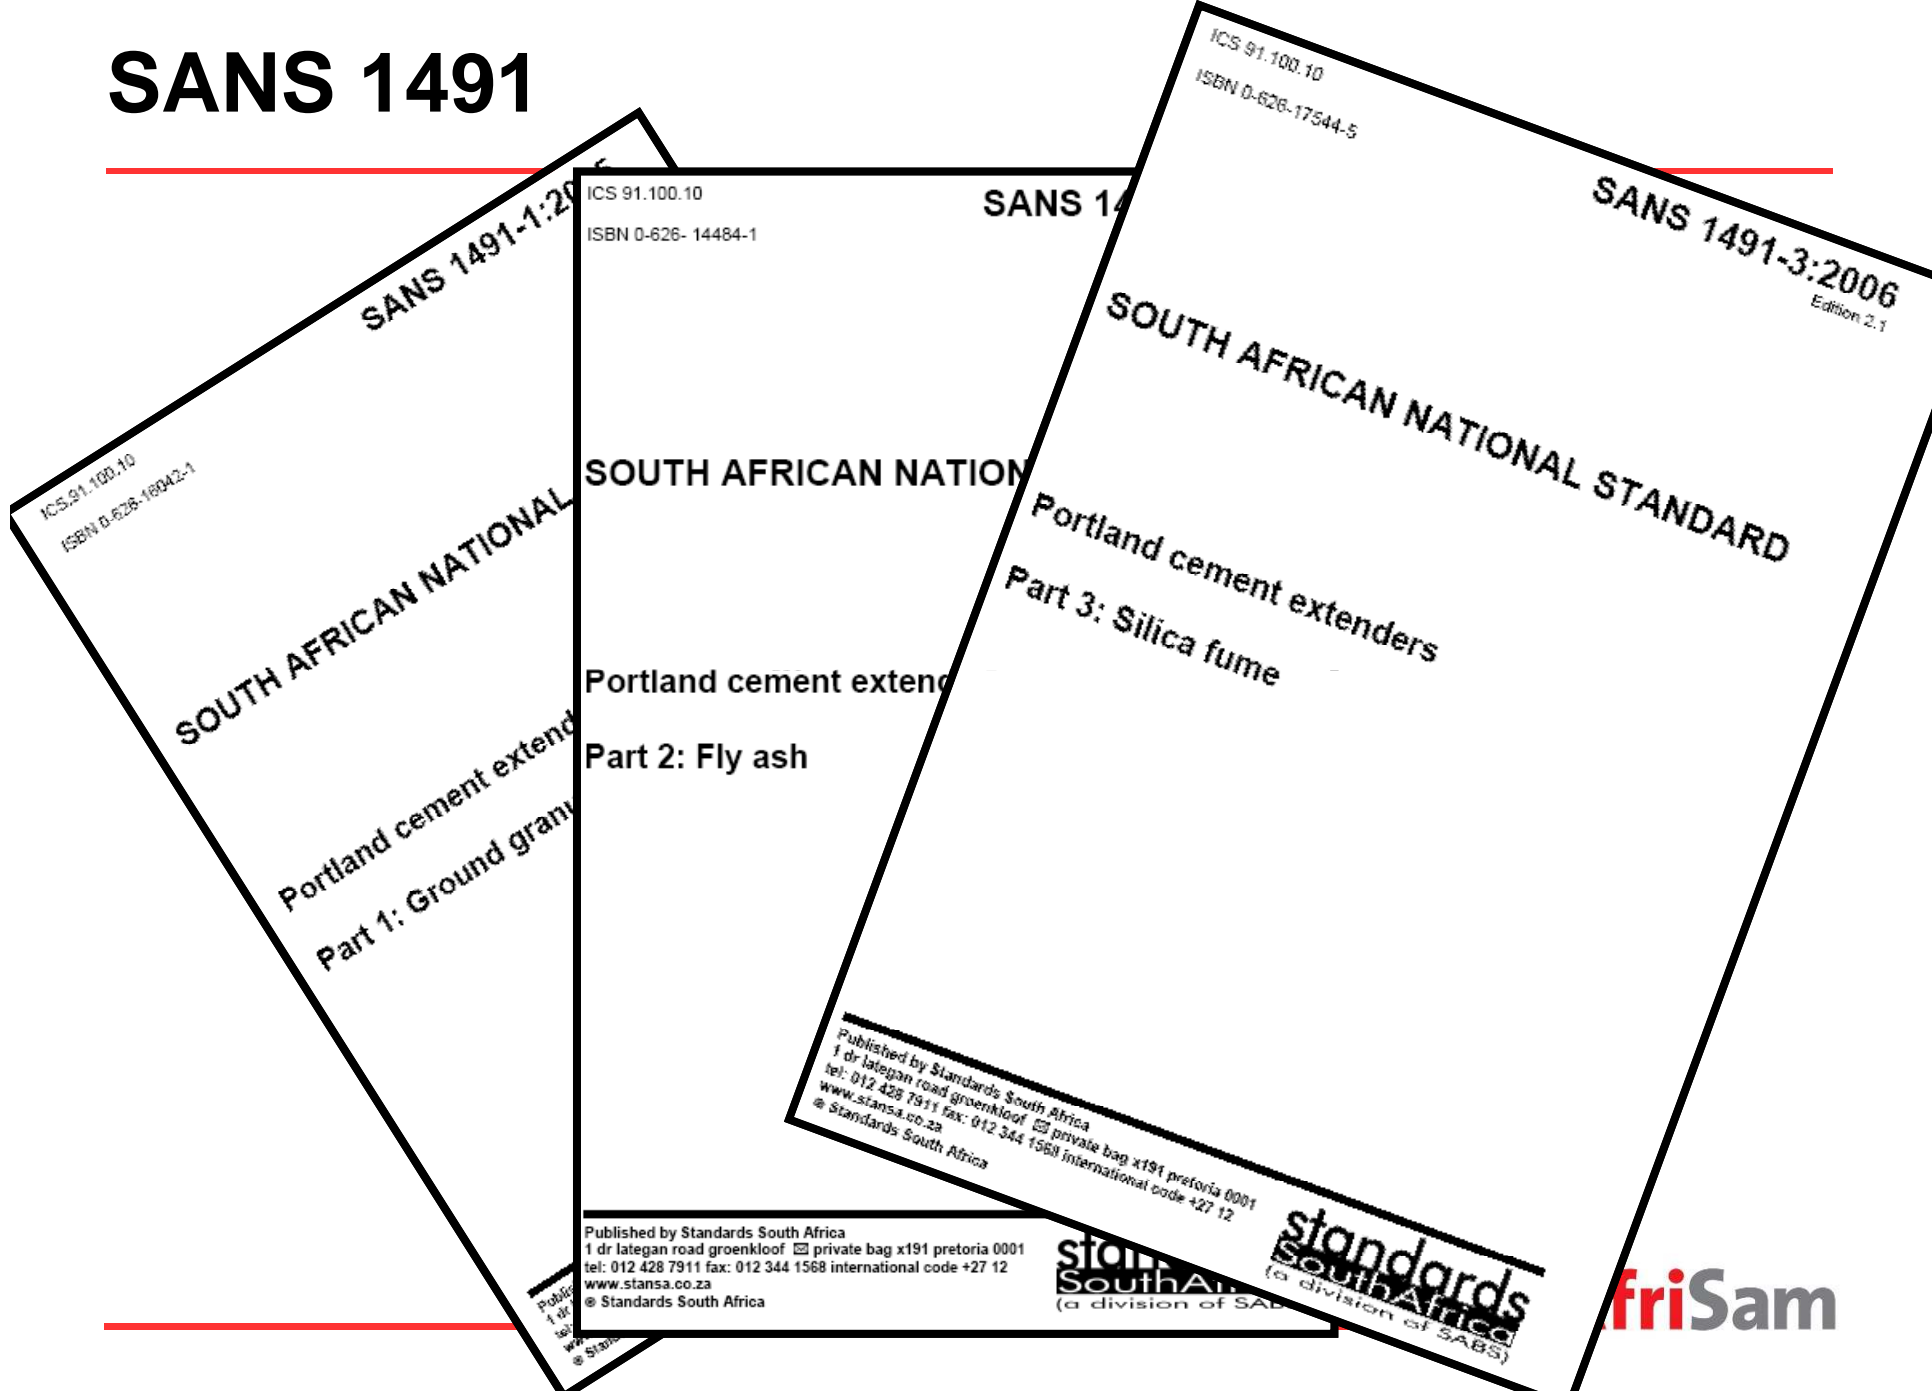 SANS 1491
ICS.91.100.10
ISBN 0-626-16042-1
SANS 1491-1:20
SOUTH AFRICAN NATIONAL
Portland cement extend
Part 1: Ground granu
ICS 91.100.10
ISBN 0-626- 14484-1
SANS 14
SOUTH AFRICAN NATION
Portland cement extend
Part 2: Fly ash
Published by Standards South Africa
1 dr lategan road groenkloof ✉ private bag x191 pretoria 0001
tel: 012 428 7911 fax: 012 344 1568 international code +27 12
www.stansa.co.za
© Standards South Africa
SouthA
(a division of SAB
ICS 91.100.10
ISBN 0-626-17544-5
SANS 1491-3:2006
Edition 2.1
SOUTH AFRICAN NATIONAL STANDARD
Portland cement extenders
Part 3: Silica fume
Published by Standards South Africa
1 dr lategan road groenkloof ✉ private bag x191 pretoria 0001
tel: 012 428 7911 fax: 012 344 1568 international code +27 12
www.stansa.co.za
© Standards South Africa
standards
SouthAfrica
(a division of SABS)
friSam